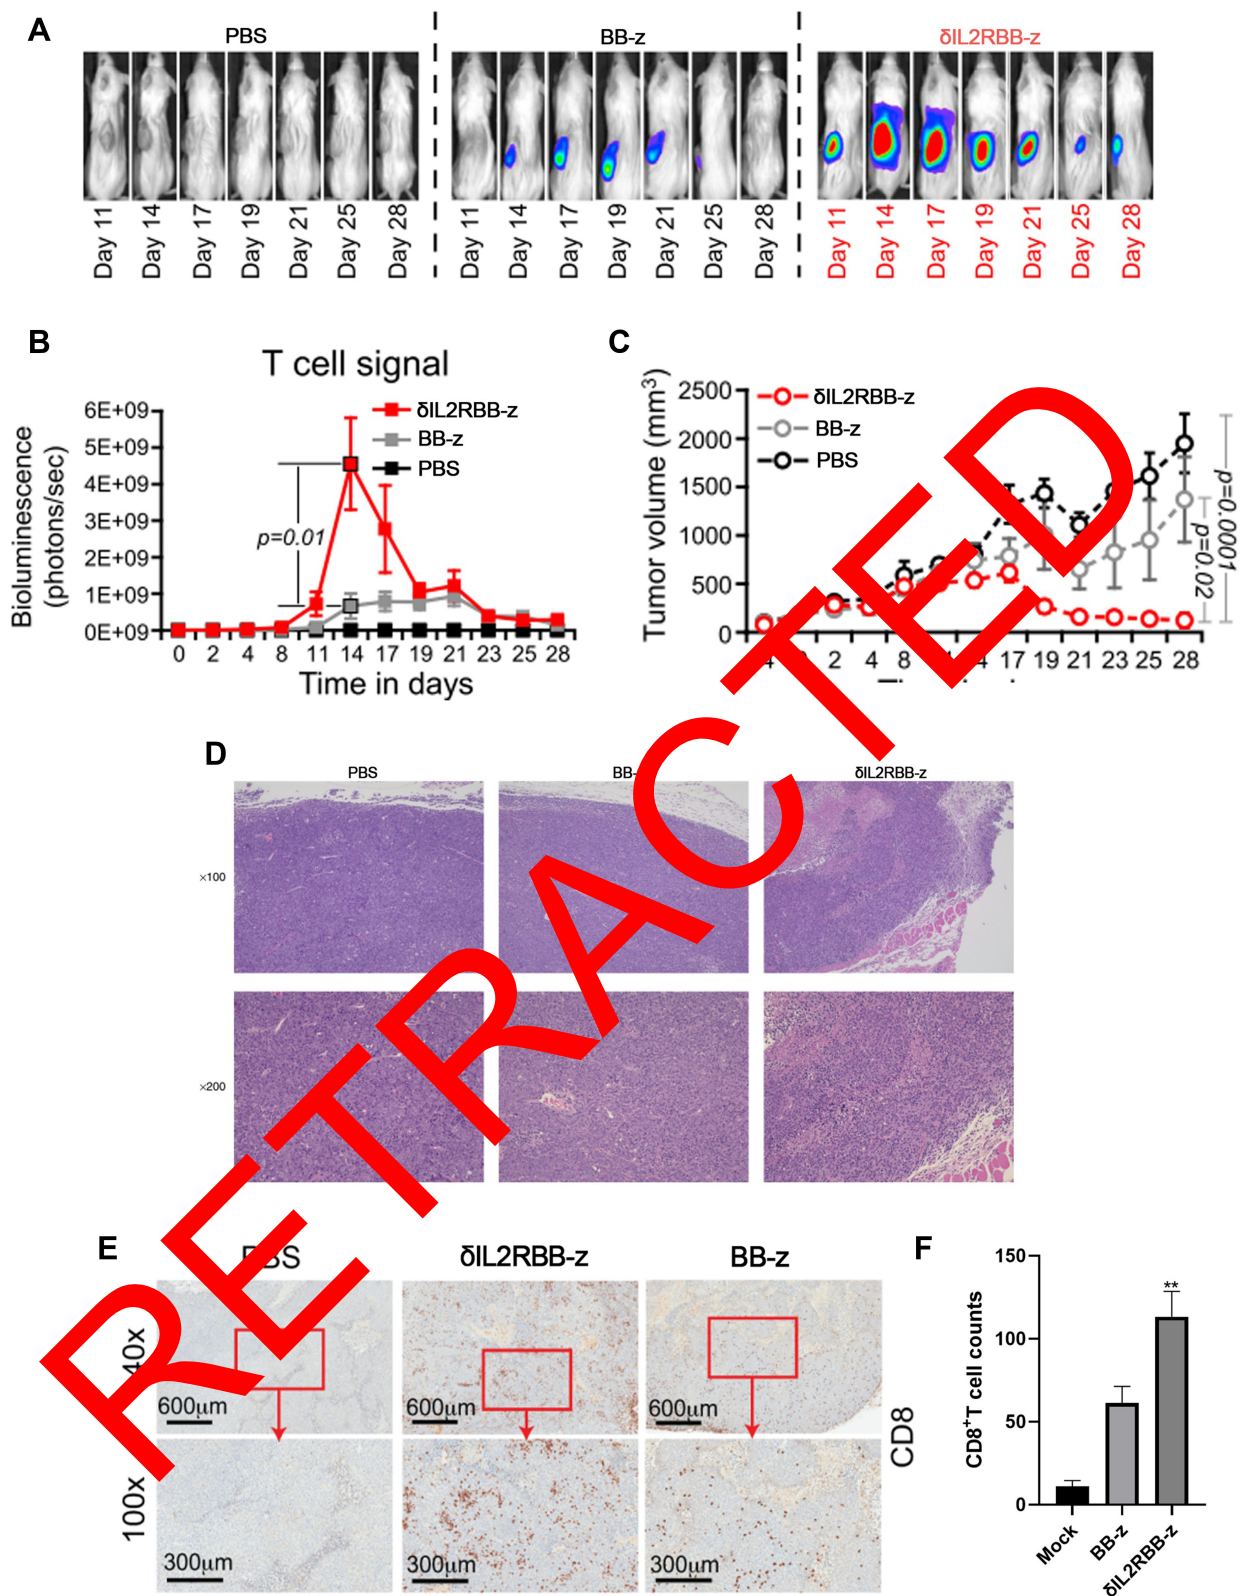 A
PBS
BB-z
δIL2RBB-z
Day 11
Day 14
Day 17
Day 19
Day 21
Day 25
Day 28
Day 11
Day 14
Day 17
Day 19
Day 21
Day 25
Day 28
Day 11
Day 14
Day 17
Day 19
Day 21
Day 25
Day 28
B
T cell signal
Bioluminescence
(photons/sec)
6E+09
5E+09
4E+09
3E+09
2E+09
1E+09
0E+09
δIL2RBB-z
BB-z
PBS
p=0.01
0 2 4 8 11 14 17 19 21 23 25 28
Time in days
C
Tumor volume (mm³)
2500
2000
1500
1000
500
0
δIL2RBB-z
BB-z
PBS
p=0.0001
p=0.02
2 4 8 17 19 21 23 25 28
D
PBS
BB-
δIL2RBB-z
×100
×200
RETRACTED
E
PBS
δIL2RBB-z
BB-z
40x
600μm
600μm
600μm
100x
300μm
300μm
300μm
CD8
F
CD8⁺T cell counts
150
100
50
0
**
Mock
BB-z
δIL2RBB-z